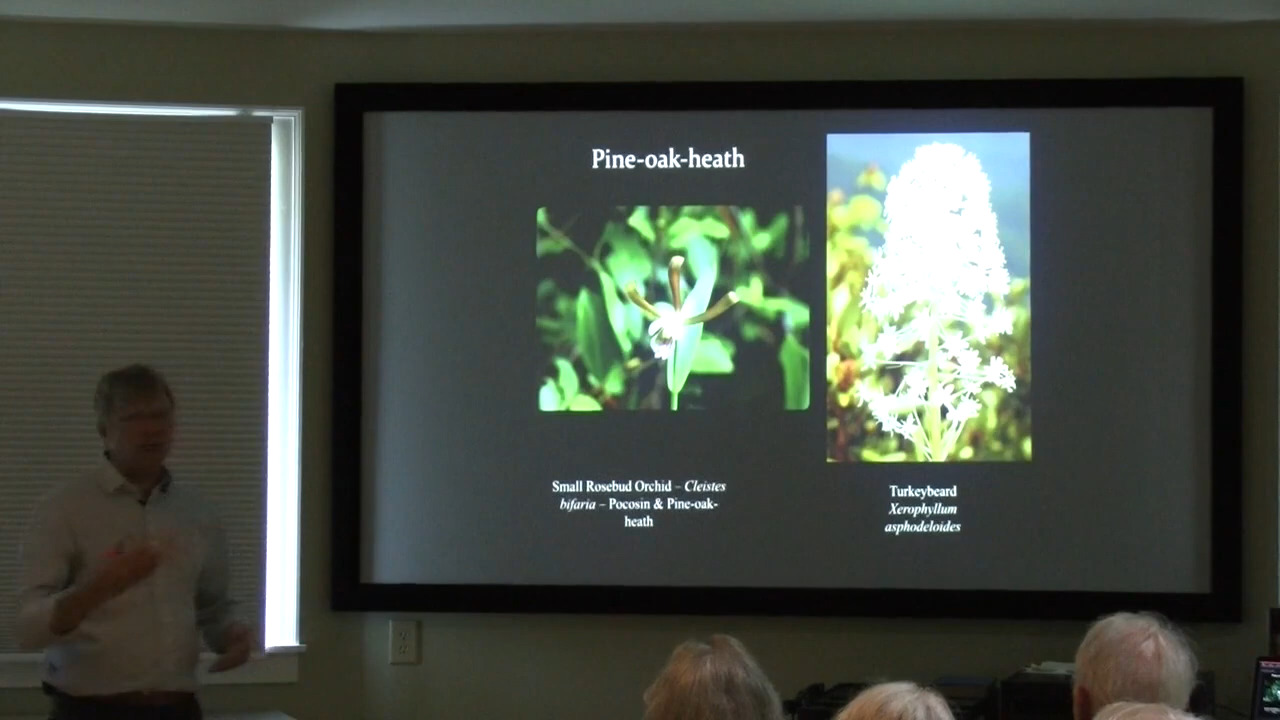 Pine-oak-heath
Small Rosebud Orchid – Cleistes
bifaria – Pocosin & Pine-oak-
heath
Turkeybeard
Xerophyllum
asphodeloides